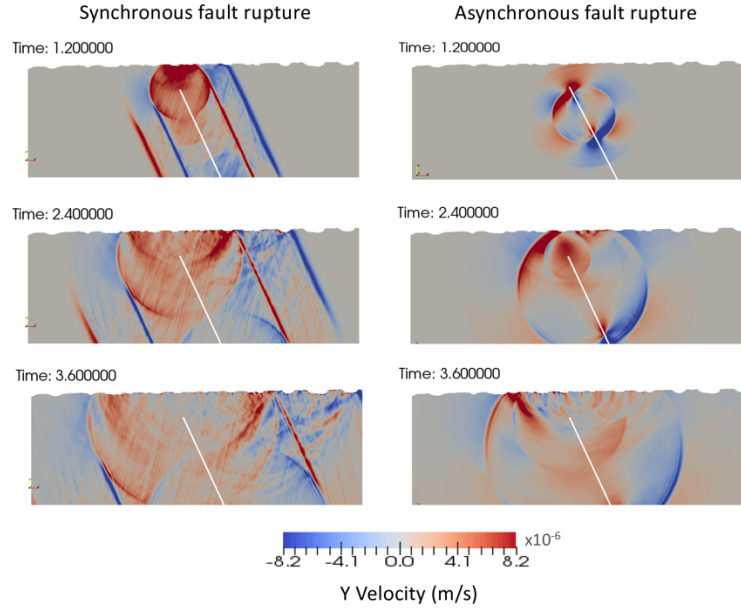 Synchronous fault rupture
Asynchronous fault rupture
Time: 1.200000
Time: 1.200000
Time: 2.400000
Time: 2.400000
Time: 3.600000
Time: 3.600000
-8.2 -4.1 0.0 4.1 8.2 x10-6
Y Velocity (m/s)